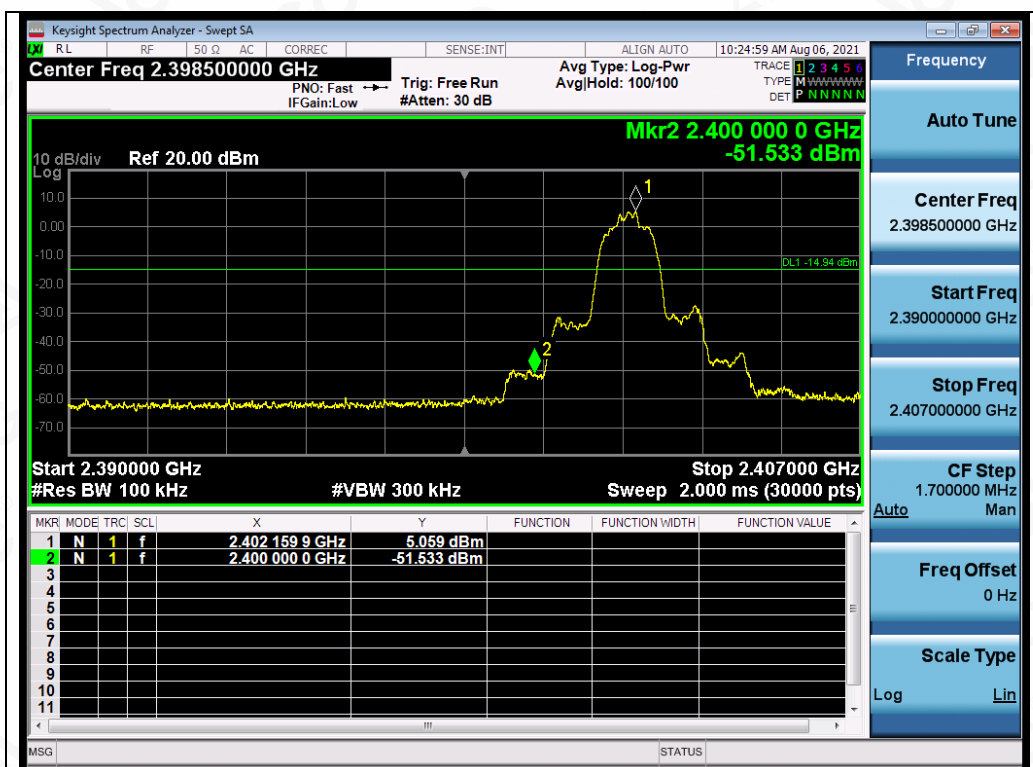 Keysight Spectrum Analyzer - Swept SA
LXI RL RF 50 Ω AC CORREC SENSE:INT ALIGN AUTO 10:24:59 AM Aug 06, 2021
Center Freq 2.398500000 GHz
PNO: Fast
IFGain:Low
Trig: Free Run
#Atten: 30 dB
Avg Type: Log-Pwr
Avg|Hold: 100/100
TRACE 1 2 3 4 5 6
TYPE M WWWWW
DET P N N N N N
Mkr2 2.400 000 0 GHz
-51.533 dBm
10 dB/div Ref 20.00 dBm
Log
10.0
0.00
-10.0
-20.0
-30.0
-40.0
-50.0
-60.0
-70.0
1
2
DL1 -14.94 dBm
Start 2.390000 GHz Stop 2.407000 GHz
#Res BW 100 kHz #VBW 300 kHz Sweep 2.000 ms (30000 pts)
MKR MODE TRC SCL X Y FUNCTION FUNCTION WIDTH FUNCTION VALUE
1 N 1 f 2.402 159 9 GHz 5.059 dBm
2 N 1 f 2.400 000 0 GHz -51.533 dBm
3
4
5
6
7
8
9
10
11
MSG STATUS
Frequency
Auto Tune
Center Freq
2.398500000 GHz
Start Freq
2.390000000 GHz
Stop Freq
2.407000000 GHz
CF Step
1.700000 MHz
Auto Man
Freq Offset
0 Hz
Scale Type
Log Lin